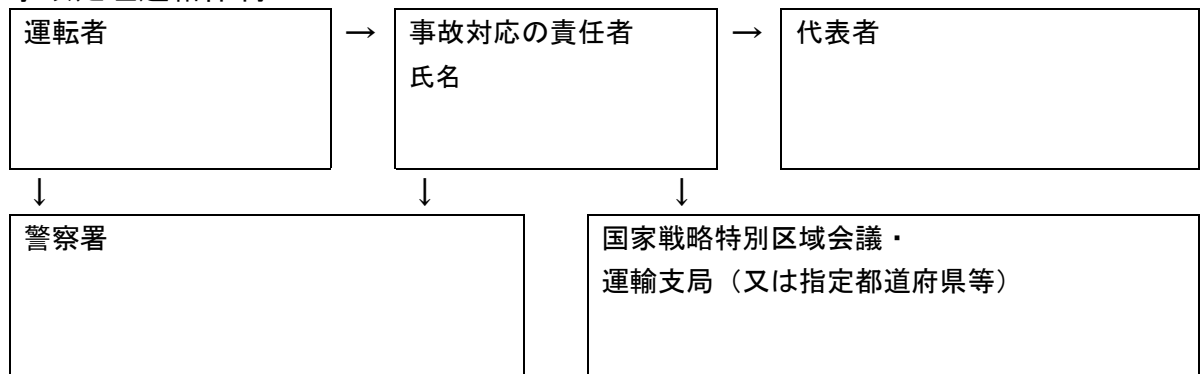 運転者 → 事故対応の責任者 → 代表者
氏名
↓ ↓ ↓
警察署 国家戦略特別区域会議・
運輸支局（又は指定都道府県等）